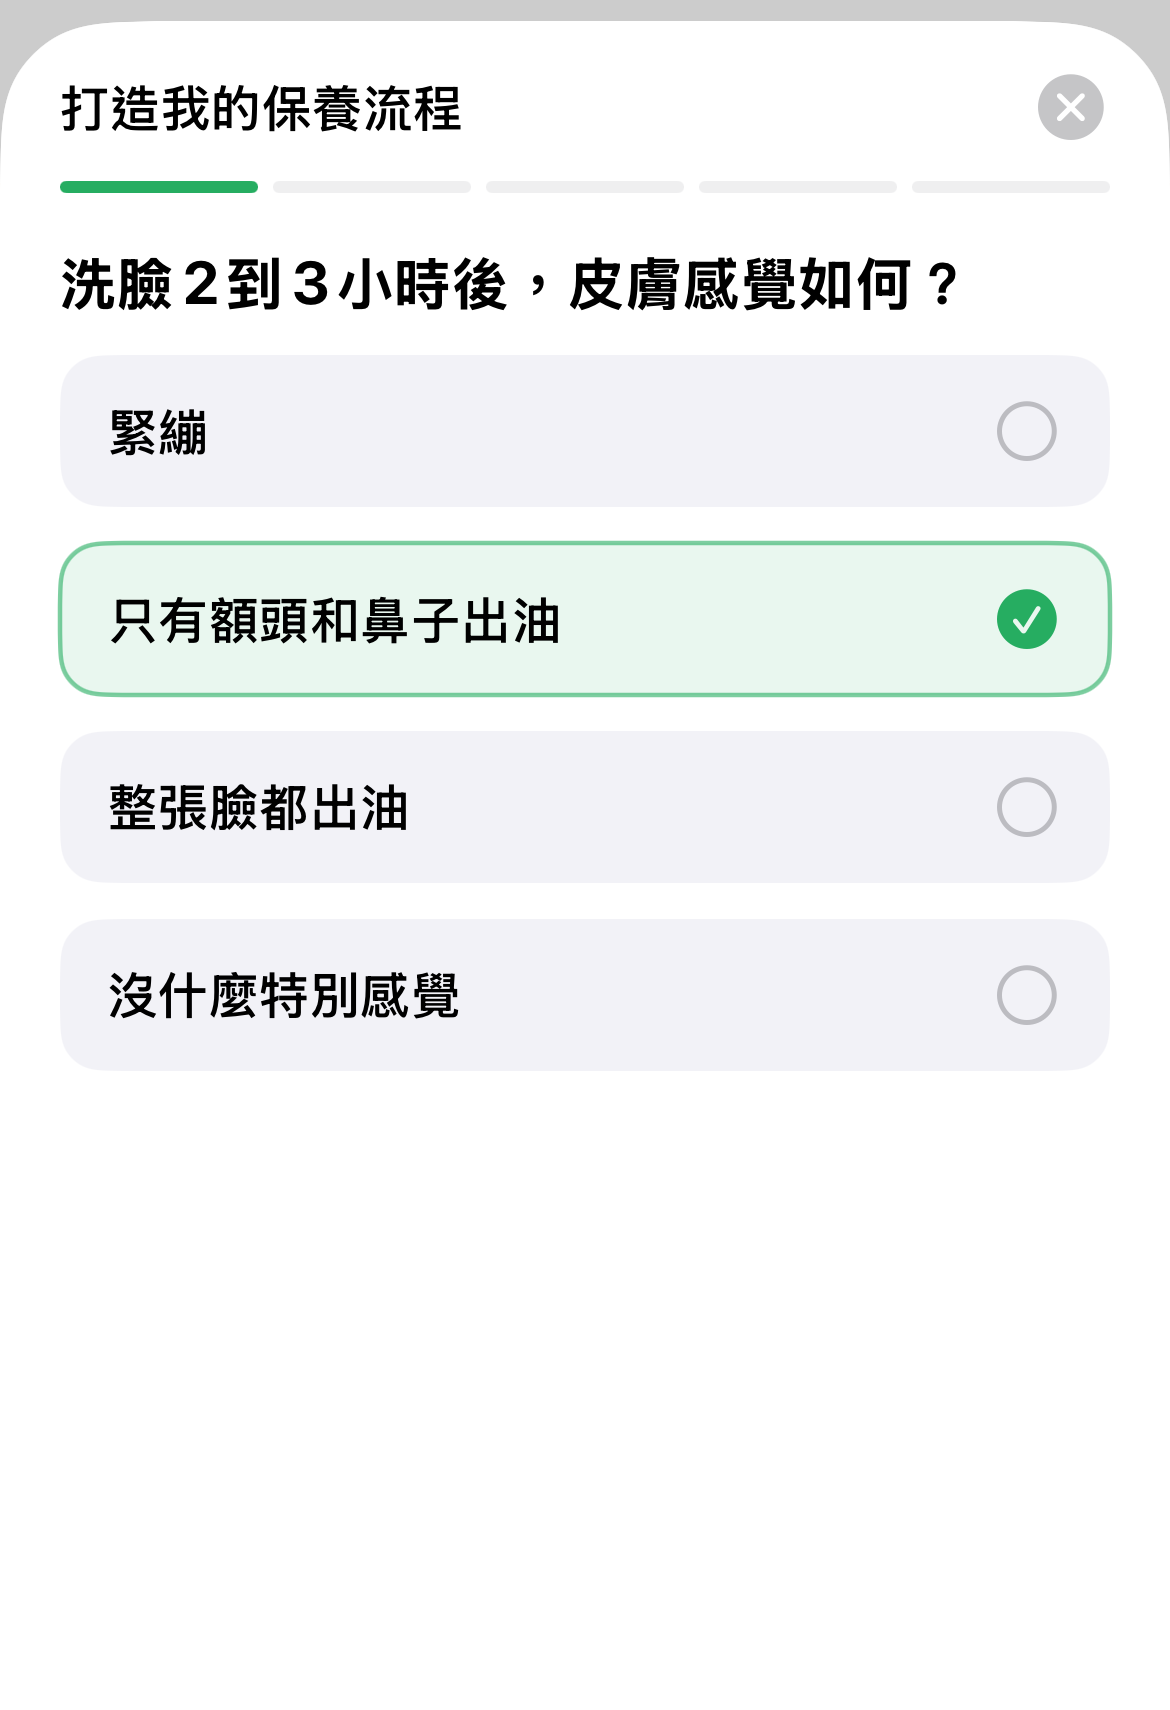 打造我的保養流程
洗臉2到3小時後，皮膚感覺如何？
緊繃
只有額頭和鼻子出油
整張臉都出油
沒什麼特別感覺